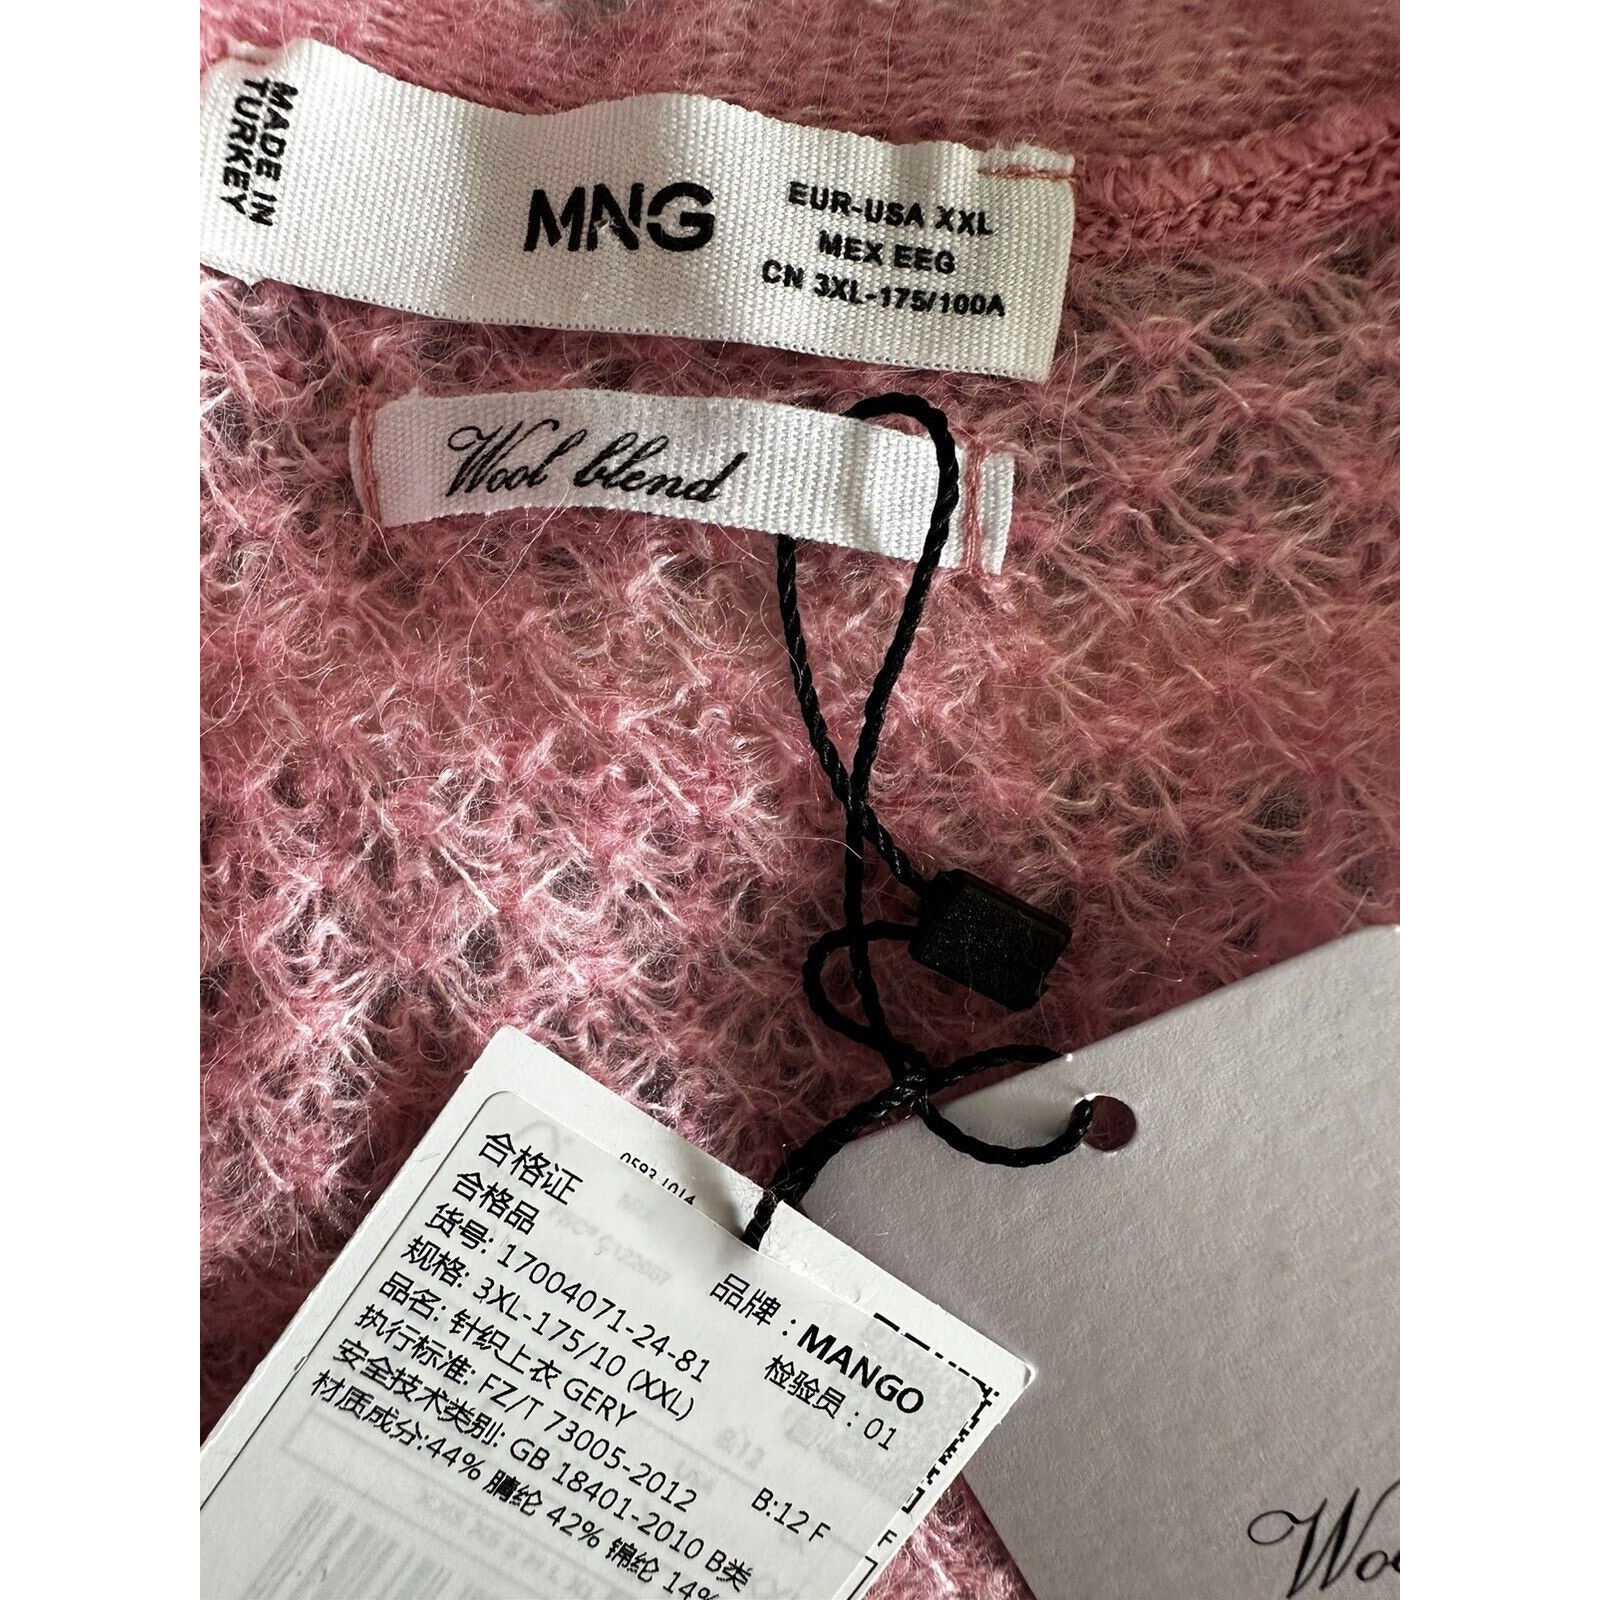 MADE IN
TURKEY
MNG
EUR-USA XXL
MEX EEG
CN 3XL-175/100A
Wool blend
合格证
合格品
货号: 17004071-24-81
规格: 3XL-175/10 (XXL)
品名: 针织上衣 GERY
执行标准: FZ/T 73005-2012
安全技术类别: GB 18401-2010 B类
材质成分:44% 腈纶 42% 锦纶 14%
品牌 : MANGO
检验员 : 01
B:12 F
F